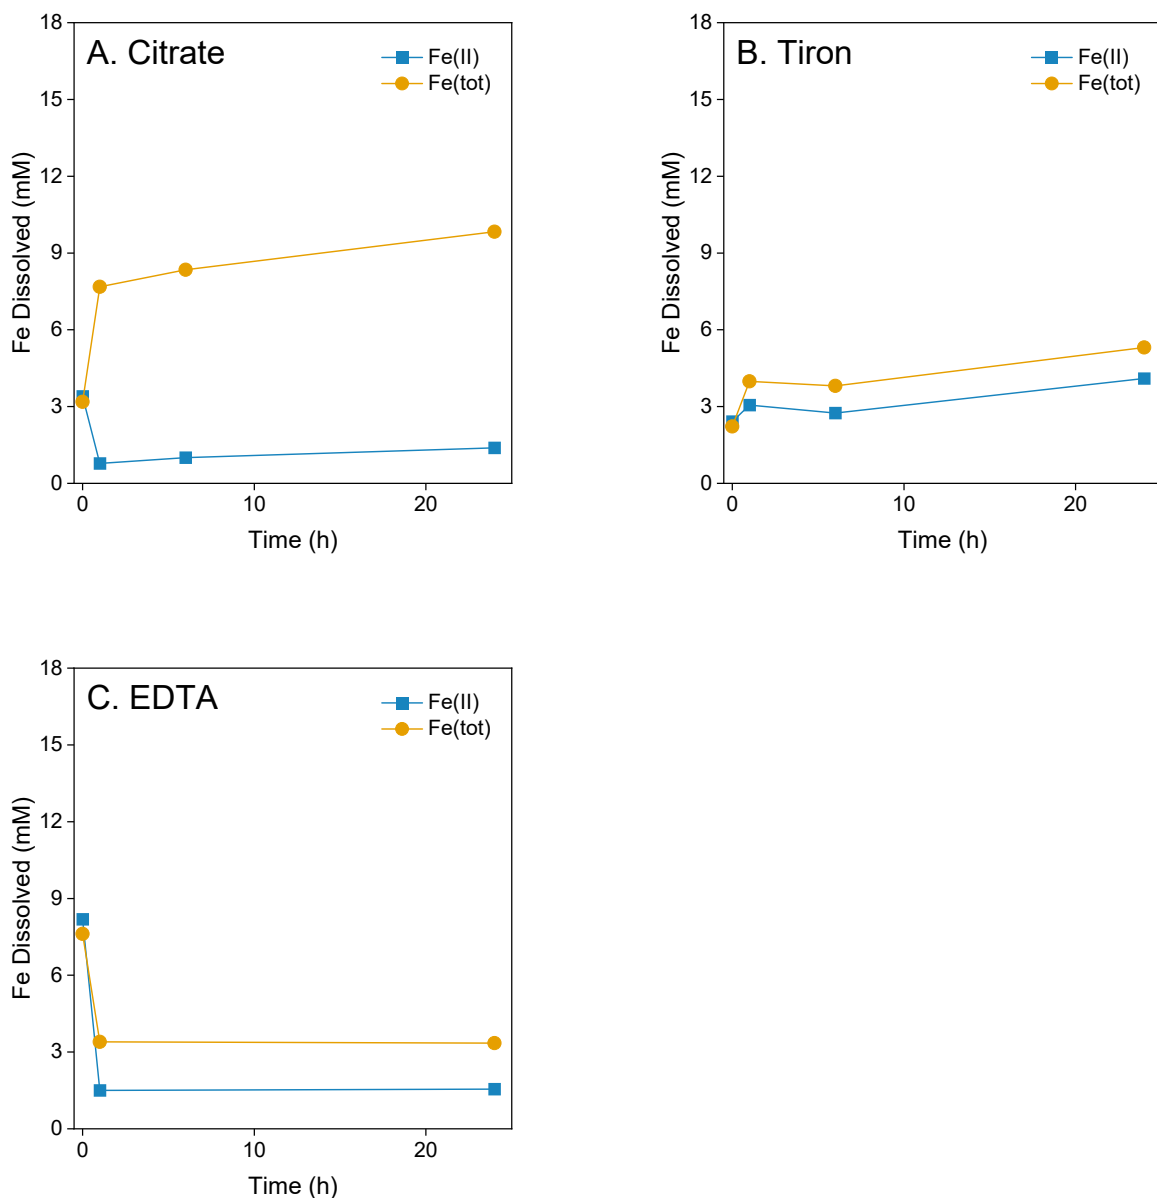 A. Citrate
Fe(II)
Fe(tot)
18
15
12
9
6
3
0
Fe Dissolved (mM)
0 10 20
Time (h)
B. Tiron
Fe(II)
Fe(tot)
18
15
12
9
6
3
0
Fe Dissolved (mM)
0 10 20
Time (h)
C. EDTA
Fe(II)
Fe(tot)
18
15
12
9
6
3
0
Fe Dissolved (mM)
0 10 20
Time (h)